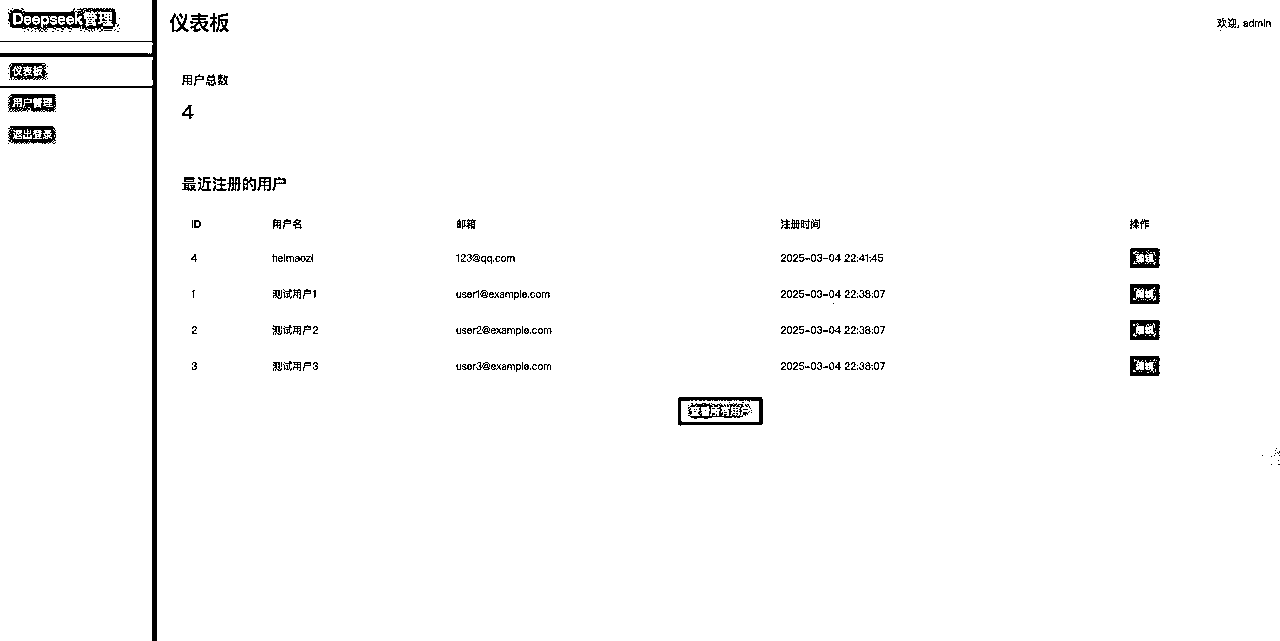 Deepseek管理
仪表板
用户管理
退出登录
仪表板
欢迎, admin
用户总数
4
最近注册的用户
ID 用户名 邮箱 注册时间 操作
4 heimaozi 123@qq.com 2025-03-04 22:41:45 编辑
1 测试用户1 user1@example.com 2025-03-04 22:38:07 编辑
2 测试用户2 user2@example.com 2025-03-04 22:38:07 编辑
3 测试用户3 user3@example.com 2025-03-04 22:38:07 编辑
查看所有用户